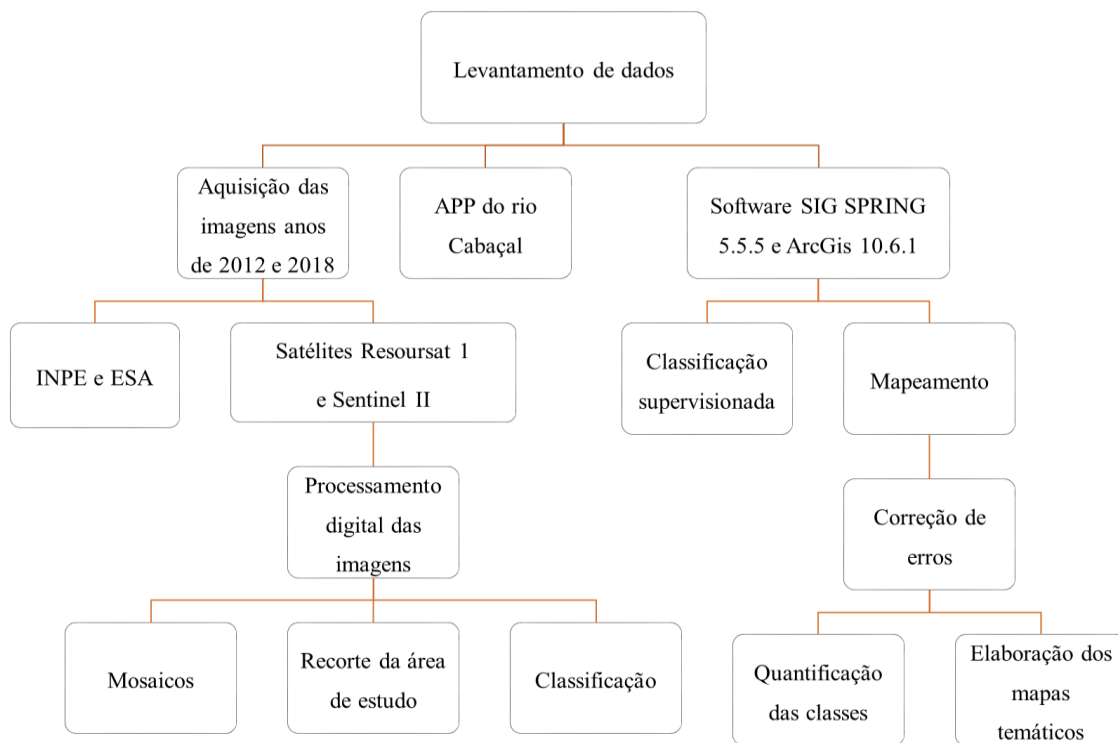 Levantamento de dados
Aquisição das
imagens anos
de 2012 e 2018
APP do rio
Cabaçal
Software SIG SPRING
5.5.5 e ArcGis 10.6.1
INPE e ESA
Satélites Resoursat 1
e Sentinel II
Classificação
supervisionada
Mapeamento
Processamento
digital das
imagens
Correção de
erros
Mosaicos
Recorte da área
de estudo
Classificação
Quantificação
das classes
Elaboração dos
mapas
temáticos